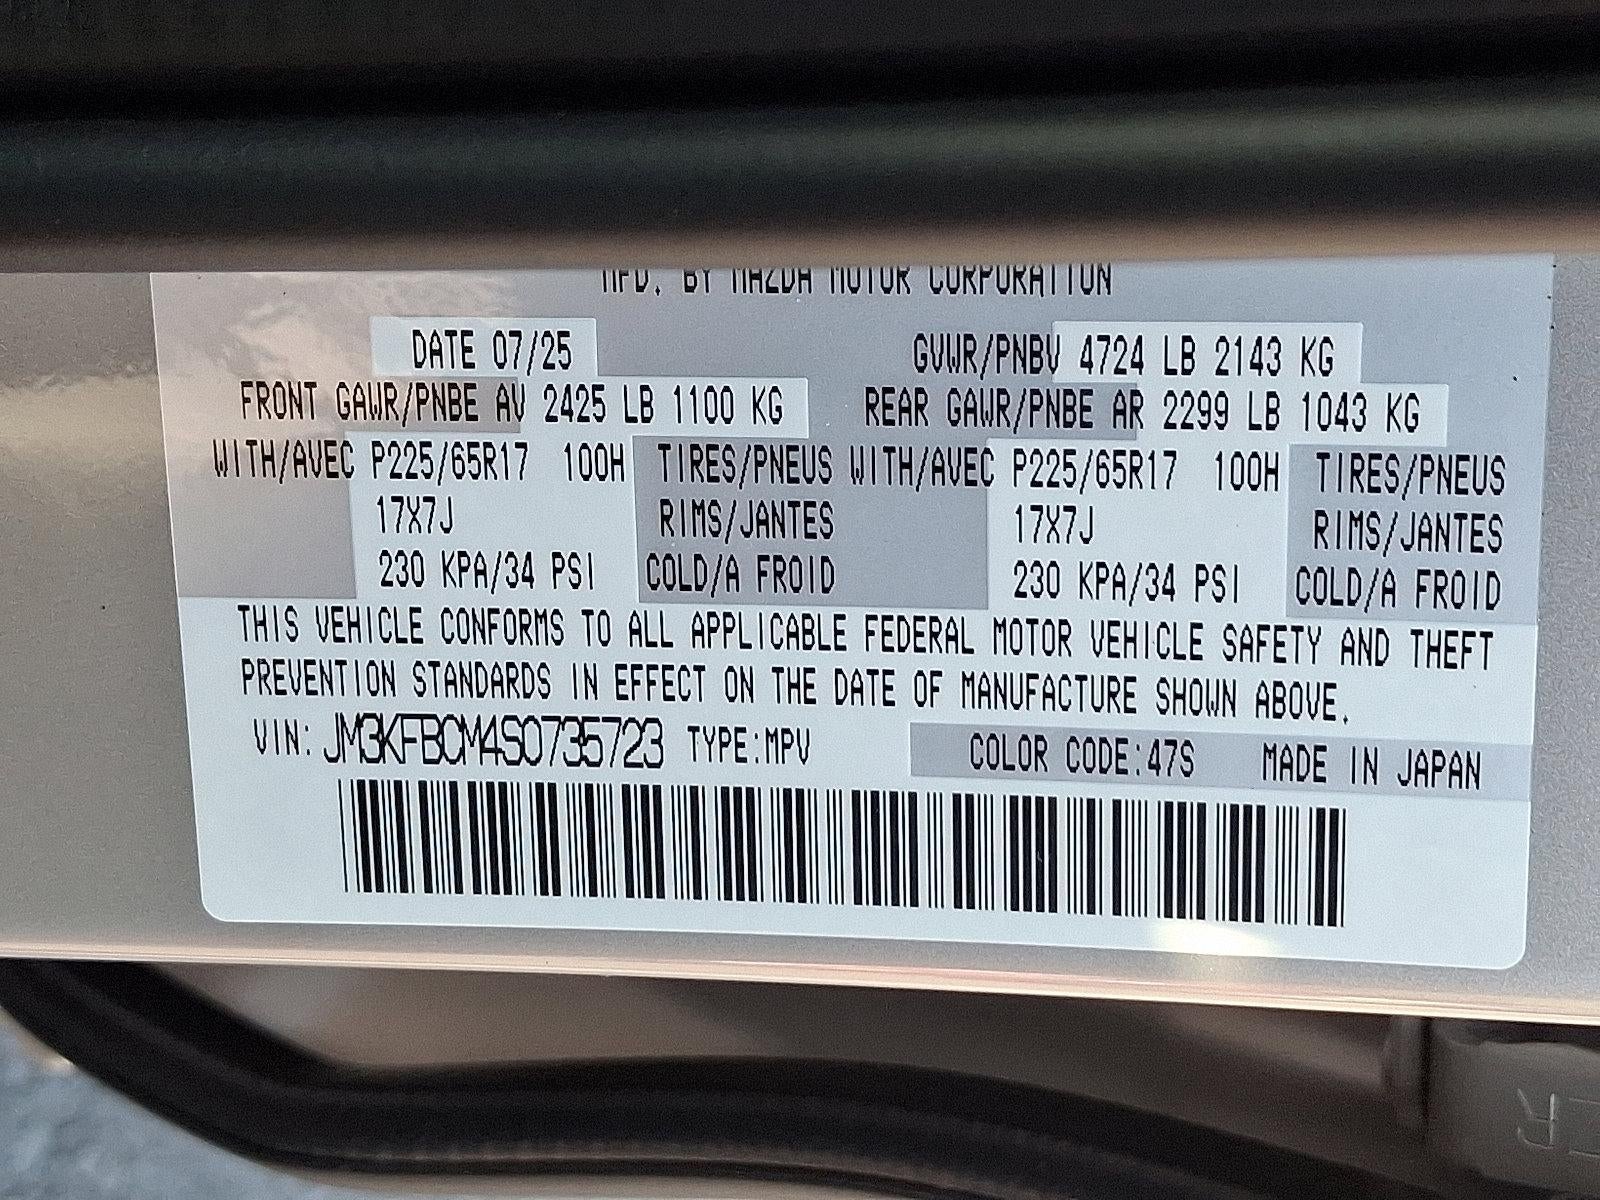 MFD. BY MAZDA MOTOR CORPORATION
DATE 07/25 GVWR/PNBV 4724 LB 2143 KG
FRONT GAWR/PNBE AV 2425 LB 1100 KG REAR GAWR/PNBE AR 2299 LB 1043 KG
WITH/AVEC P225/65R17 100H TIRES/PNEUS WITH/AVEC P225/65R17 100H TIRES/PNEUS
17X7J RIMS/JANTES 17X7J RIMS/JANTES
230 KPA/34 PSI COLD/A FROID 230 KPA/34 PSI COLD/A FROID
THIS VEHICLE CONFORMS TO ALL APPLICABLE FEDERAL MOTOR VEHICLE SAFETY AND THEFT
PREVENTION STANDARDS IN EFFECT ON THE DATE OF MANUFACTURE SHOWN ABOVE.
VIN: JM3KFBCM4S0735723 TYPE:MPV COLOR CODE:47S MADE IN JAPAN